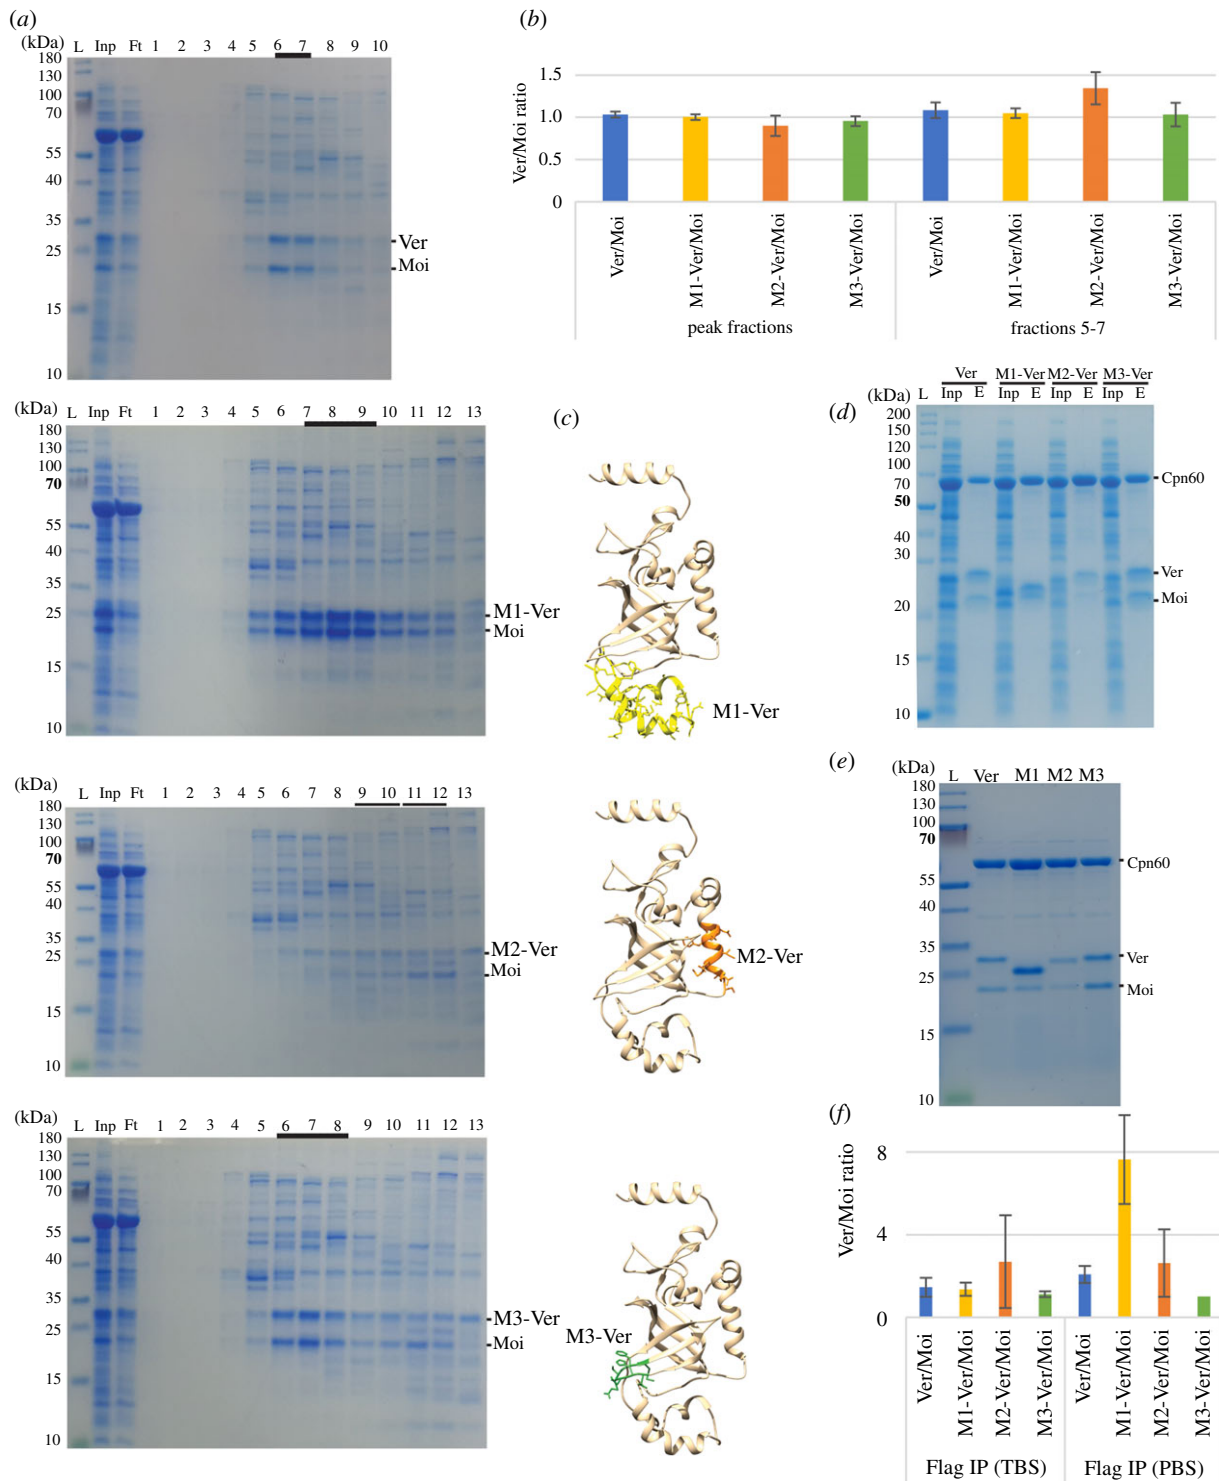 (a)
(kDa) L Inp Ft 1 2 3 4 5 6 7 8 9 10
180
130
100
70
55
40
35
25
15
10
Ver
Moi
(kDa) L Inp Ft 1 2 3 4 5 6 7 8 9 10 11 12 13
180
130
100
70
55
40
35
25
15
10
M1-Ver
Moi
(kDa) L Inp Ft 1 2 3 4 5 6 7 8 9 10 11 12 13
180
130
100
70
55
40
35
25
15
10
M2-Ver
Moi
(kDa) L Inp Ft 1 2 3 4 5 6 7 8 9 10 11 12 13
180
130
100
70
55
40
35
25
15
10
M3-Ver
Moi
(b)
Ver/Moi ratio
1.5
1.0
0.5
0
Ver/Moi
M1-Ver/Moi
M2-Ver/Moi
M3-Ver/Moi
Ver/Moi
M1-Ver/Moi
M2-Ver/Moi
M3-Ver/Moi
peak fractions
fractions 5-7
(c)
M1-Ver
M2-Ver
M3-Ver
(d)
Ver M1-Ver M2-Ver M3-Ver
(kDa) L Inp E Inp E Inp E Inp E
200
150
120
100
70
50
40
30
20
15
10
Cpn60
Ver
Moi
(e)
(kDa) L Ver M1 M2 M3
180
130
100
70
55
40
35
25
15
10
Cpn60
Ver
Moi
(f)
Ver/Moi ratio
8
4
0
Ver/Moi
M1-Ver/Moi
M2-Ver/Moi
M3-Ver/Moi
Ver/Moi
M1-Ver/Moi
M2-Ver/Moi
M3-Ver/Moi
Flag IP (TBS)
Flag IP (PBS)